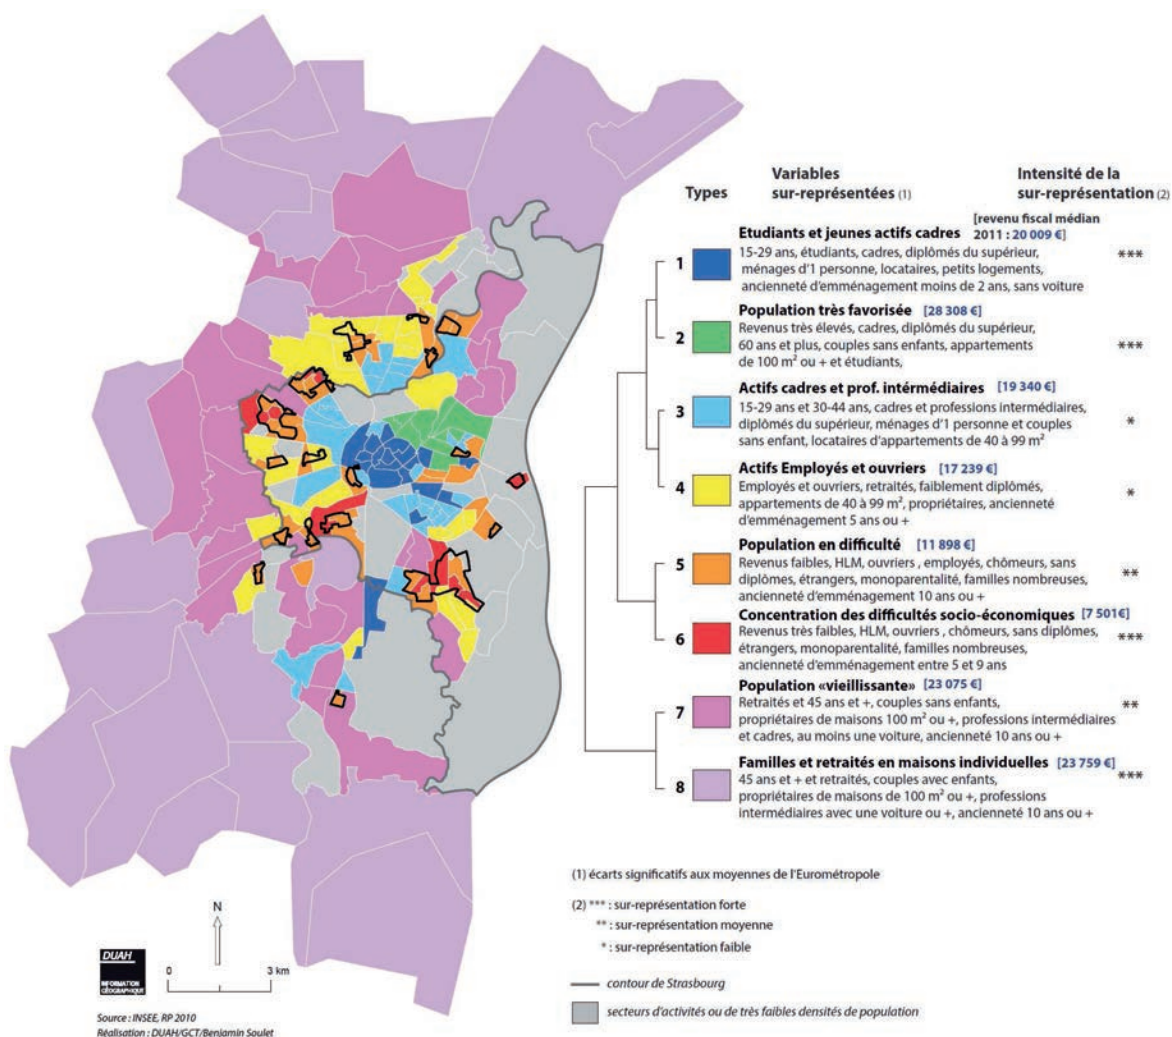 Types
Variables
sur-représentées (1)
Intensité de la
sur-représentation (2)
Etudiants et jeunes actifs cadres
[revenu fiscal médian
2011 : 20 009 €]
1
15-29 ans, étudiants, cadres, diplômés du supérieur,
ménages d'1 personne, locataires, petits logements,
ancienneté d'emménagement moins de 2 ans, sans voiture
***
Population très favorisée [28 308 €]
2
Revenus très élevés, cadres, diplômés du supérieur,
60 ans et plus, couples sans enfants, appartements
de 100 m² ou + et étudiants,
***
Actifs cadres et prof. intérmédiaires [19 340 €]
3
15-29 ans et 30-44 ans, cadres et professions intermédiaires,
diplômés du supérieur, ménages d'1 personne et couples
sans enfant, locataires d'appartements de 40 à 99 m²
*
Actifs Employés et ouvriers [17 239 €]
4
Employés et ouvriers, retraités, faiblement diplômés,
appartements de 40 à 99 m², propriétaires, ancienneté
d'emménagement 5 ans ou +
*
Population en difficulté [11 898 €]
5
Revenus faibles, HLM, ouvriers , employés, chômeurs, sans
diplômes, étrangers, monoparentalité, familles nombreuses,
ancienneté d'emménagement 10 ans ou +
**
Concentration des difficultés socio-économiques [7 501€]
6
Revenus très faibles, HLM, ouvriers , chômeurs, sans diplômes,
étrangers, monoparentalité, familles nombreuses,
ancienneté d'emménagement entre 5 et 9 ans
***
Population «vieillissante» [23 075 €]
7
Retraités et 45 ans et +, couples sans enfants,
propriétaires de maisons 100 m² ou +, professions intermédiaires
et cadres, au moins une voiture, ancienneté 10 ans ou +
**
Familles et retraités en maisons individuelles [23 759 €]
8
45 ans et + et retraités, couples avec enfants,
propriétaires de maisons de 100 m² ou +, professions
intermédiaires avec une voiture ou +, ancienneté 10 ans ou +
***
(1) écarts significatifs aux moyennes de l'Eurométropole
(2) *** : sur-représentation forte
** : sur-représentation moyenne
* : sur-représentation faible
contour de Strasbourg
secteurs d'activités ou de très faibles densités de population
N
0 3 km
DUAH
INFORMATION
GÉOGRAPHIQUE
Source : INSEE, RP 2010
Réalisation : DUAH/GCT/Benjamin Soulet